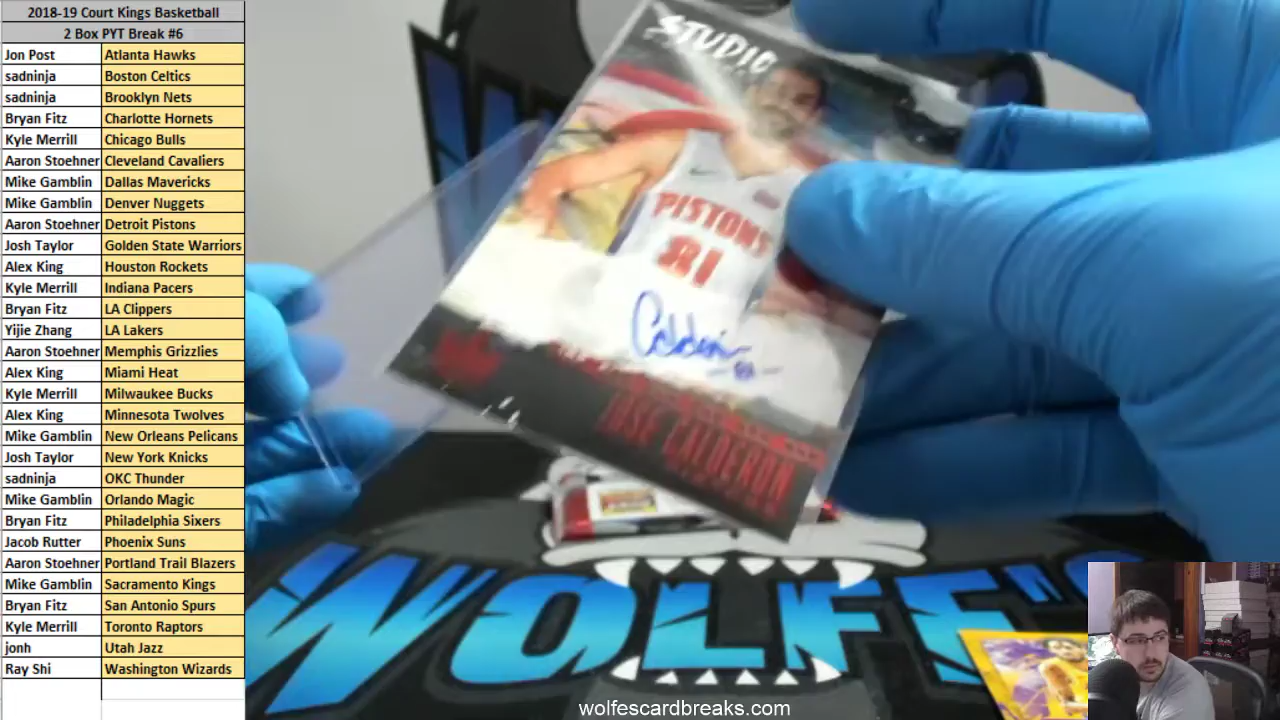 2018-19 Court Kings Basketball
2 Box PYT Break #6
Jon Post Atlanta Hawks
sadninja Boston Celtics
sadninja Brooklyn Nets
Bryan Fitz Charlotte Hornets
Kyle Merrill Chicago Bulls
Aaron Stoehner Cleveland Cavaliers
Mike Gamblin Dallas Mavericks
Mike Gamblin Denver Nuggets
Aaron Stoehner Detroit Pistons
Josh Taylor Golden State Warriors
Alex King Houston Rockets
Kyle Merrill Indiana Pacers
Bryan Fitz LA Clippers
Yijie Zhang LA Lakers
Aaron Stoehner Memphis Grizzlies
Alex King Miami Heat
Kyle Merrill Milwaukee Bucks
Alex King Minnesota Twolves
Mike Gamblin New Orleans Pelicans
Josh Taylor New York Knicks
sadninja OKC Thunder
Mike Gamblin Orlando Magic
Bryan Fitz Philadelphia Sixers
Jacob Rutter Phoenix Suns
Aaron Stoehner Portland Trail Blazers
Mike Gamblin Sacramento Kings
Bryan Fitz San Antonio Spurs
Kyle Merrill Toronto Raptors
jonh Utah Jazz
Ray Shi Washington Wizards
STUDIO
PISTONS
81
JOSE CALDERON
WOLFE'S
wolfescardbreaks.com